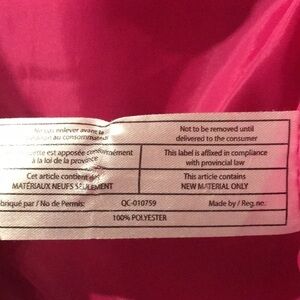 Ne pas enlever avant la
Not to be removed until
au consommateur
delivered to the consumer
est apposée conformément
This label is affixed in compliance
à la loi de la province
with provincial law
Cet article contient des
This article contains
MATÉRIAUX NEUFS SEULEMENT
NEW MATERIAL ONLY
briqué par / No de Permis:
QC-010759
Made by / Reg.no:
100% POLYESTER